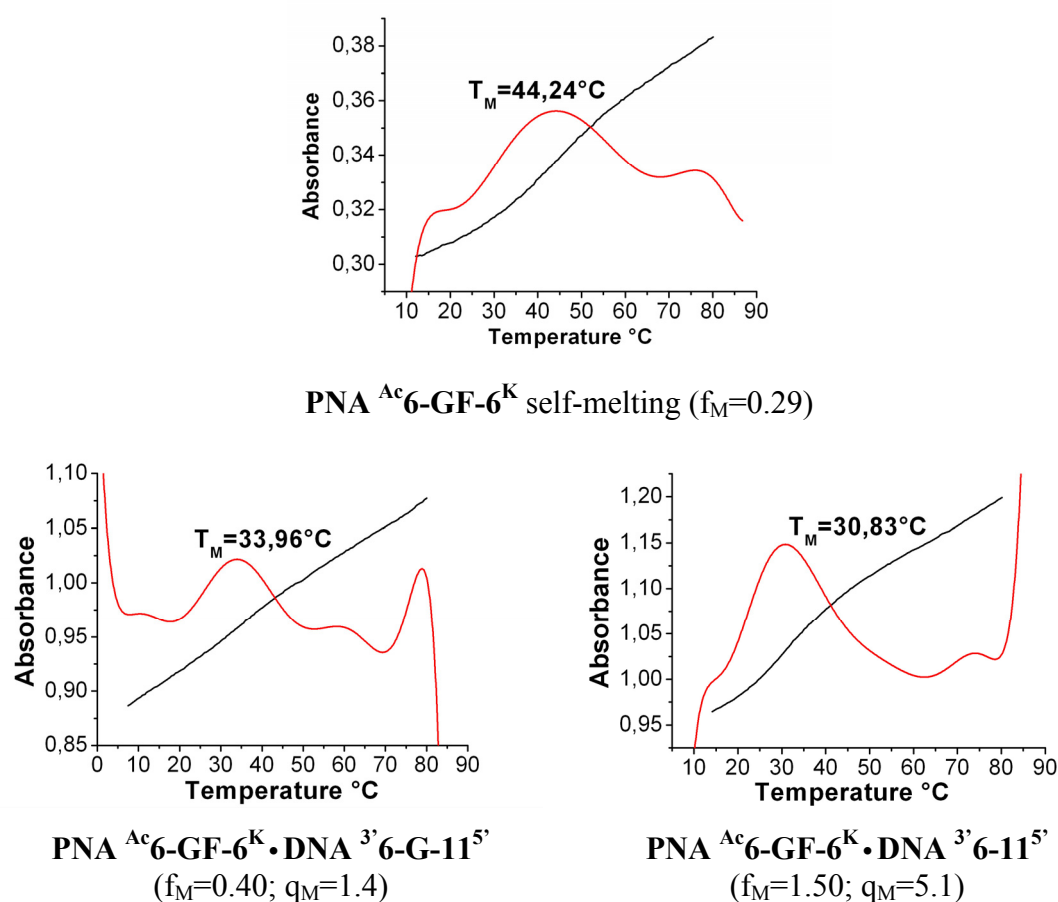 0,38
0,36
0,34
0,32
0,30
Absorbance
T_M=44,24°C
10 20 30 40 50 60 70 80 90
Temperature °C
PNA ^Ac6-GF-6^K self-melting (f_M=0.29)
1,10
1,05
1,00
0,95
0,90
0,85
Absorbance
T_M=33,96°C
0 10 20 30 40 50 60 70 80 90
Temperature °C
PNA ^Ac6-GF-6^K·DNA ^3'6-G-11^5'
(f_M=0.40; q_M=1.4)
1,20
1,15
1,10
1,05
1,00
0,95
Absorbance
T_M=30,83°C
10 20 30 40 50 60 70 80 90
Temperature °C
PNA ^Ac6-GF-6^K·DNA ^3'6-11^5'
(f_M=1.50; q_M=5.1)